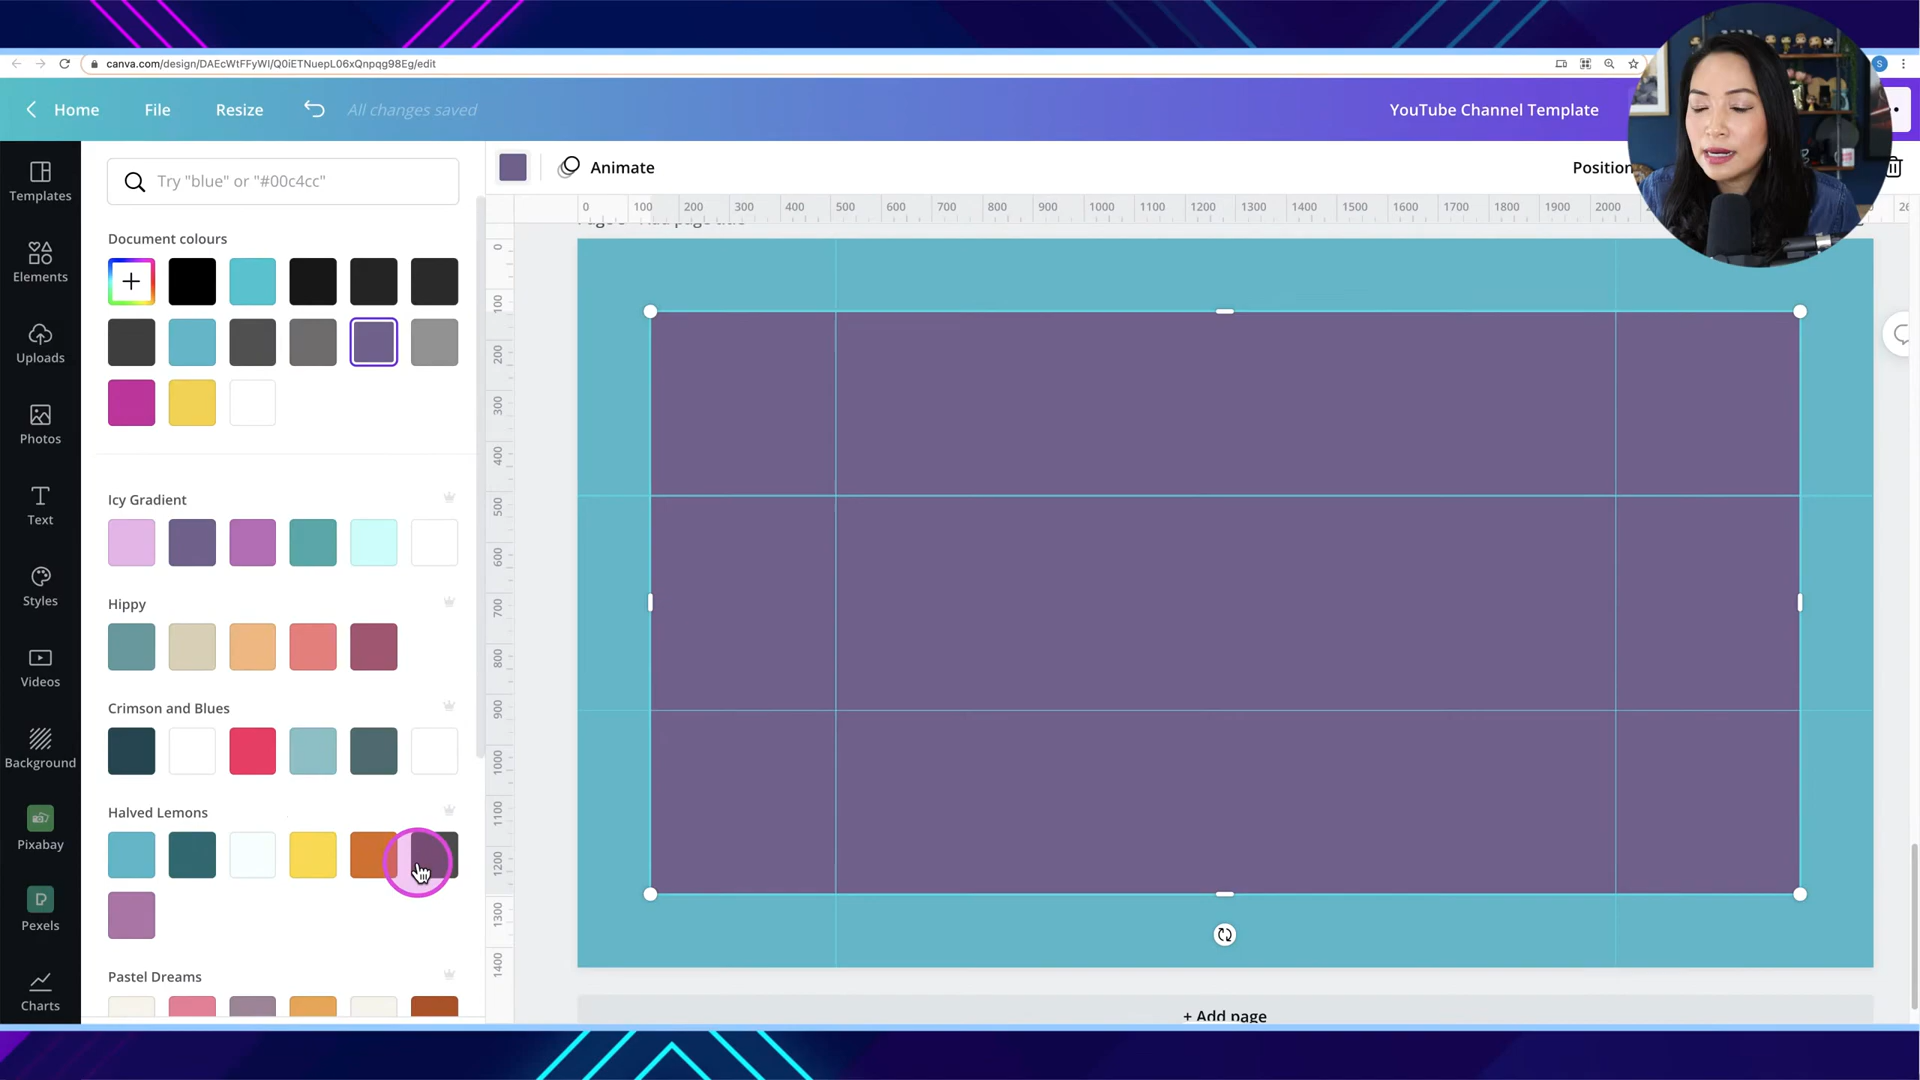 canva.com/design/DAEcWtFFyWI/Q0iETNuepL06xQnpqg98Eg/edit
S
Home
File
Resize
All changes saved
YouTube Channel Template
Templates
Elements
Uploads
Photos
Text
Styles
Videos
Background
Pixabay
Pexels
Charts
Try "blue" or "#00c4cc"
Document colours
Icy Gradient
Hippy
Crimson and Blues
Halved Lemons
Pastel Dreams
Animate
Position
0 100 200 300 400 500 600 700 800 900 1000 1100 1200 1300 1400 1500 1600 1700 1800 1900 2000
0
100
200
300
400
500
600
700
800
900
1000
1100
1200
1300
1400
+ Add page